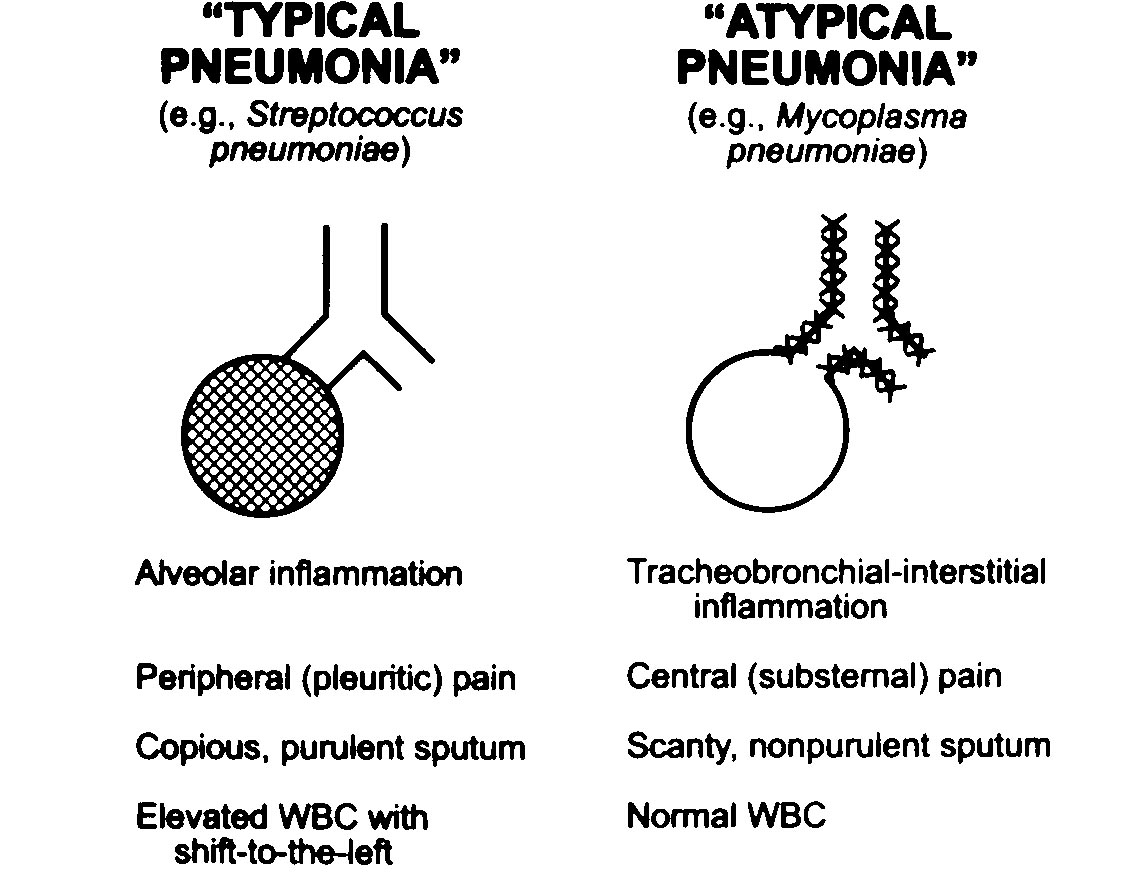 “TYPICAL
PNEUMONIA”
(e.g., Streptococcus
pneumoniae)
Alveolar inflammation
Peripheral (pleuritic) pain
Copious, purulent sputum
Elevated WBC with
shift-to-the-left
“ATYPICAL
PNEUMONIA”
(e.g., Mycoplasma
pneumoniae)
Tracheobronchial-interstitial
inflammation
Central (substernal) pain
Scanty, nonpurulent sputum
Normal WBC